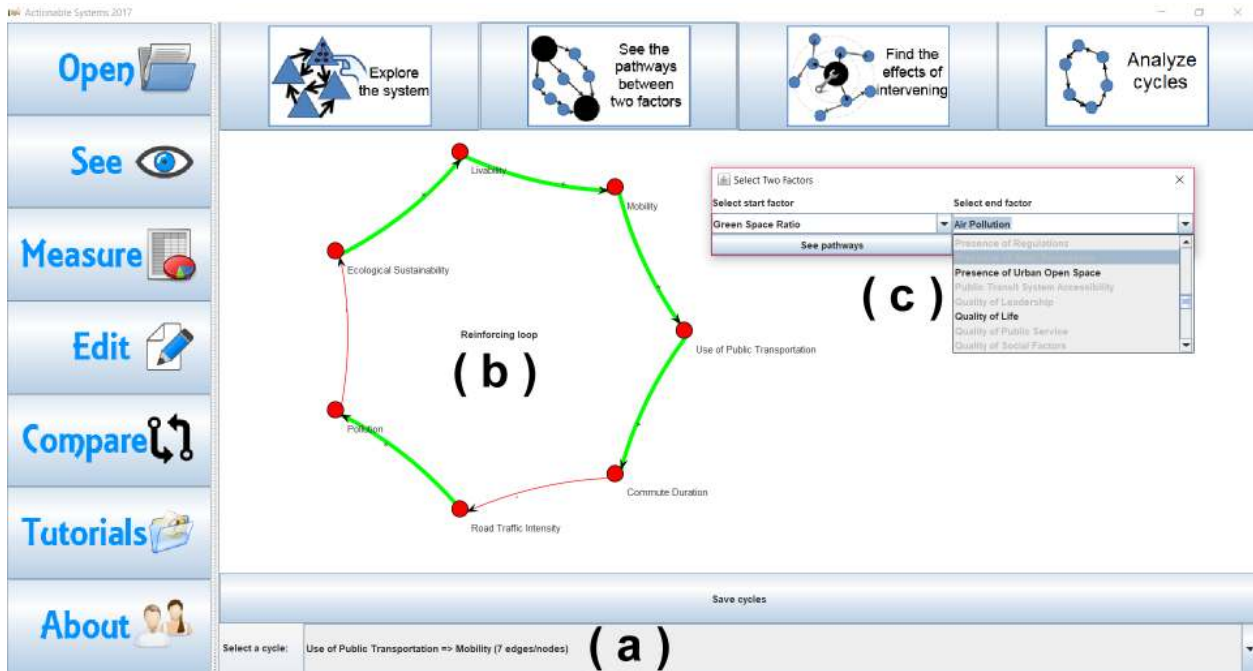 Actionable Systems 2017
Open
See
Measure
Edit
Compare
Tutorials
About
Explore
the system
See the
pathways
between
two factors
Find the
effects of
intervening
Analyze
cycles
Livability
Mobility
Ecological Sustainability
Use of Public Transportation
Reinforcing loop
( b )
Pollution
Commute Duration
Road Traffic Intensity
Select Two Factors
Select start factor
Select end factor
Green Space Ratio
Air Pollution
See pathways
Presence of Regulations
Presence of Urban Open Space
Public Transit System Accessibility
Quality of Leadership
Quality of Life
Quality of Public Service
Quality of Social Factors
( c )
Save cycles
Select a cycle:
Use of Public Transportation => Mobility (7 edges/nodes)
( a )